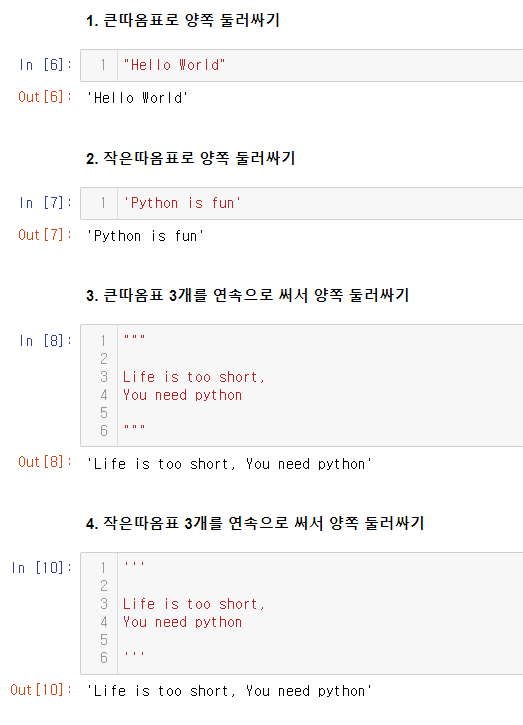 1. 큰따옴표로 양쪽 둘러싸기
In [6]: 1 "Hello World"
Out[6]: 'Hello World'
2. 작은따옴표로 양쪽 둘러싸기
In [7]: 1 'Python is fun'
Out[7]: 'Python is fun'
3. 큰따옴표 3개를 연속으로 써서 양쪽 둘러싸기
In [8]: 1 """
2
3 Life is too short,
4 You need python
5
6 """
Out[8]: 'Life is too short, You need python'
4. 작은따옴표 3개를 연속으로 써서 양쪽 둘러싸기
In [10]: 1 '''
2
3 Life is too short,
4 You need python
5
6 '''
Out[10]: 'Life is too short, You need python'